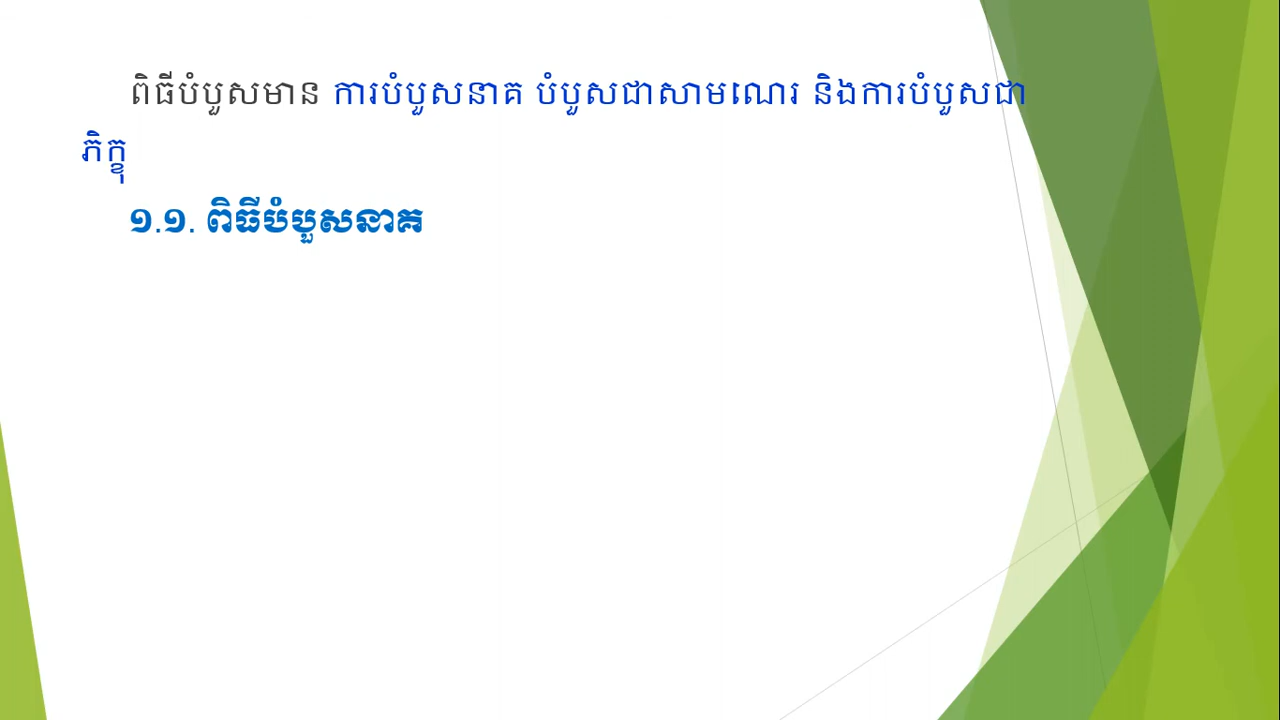 ពិធីបំបួសមាន ការបំបួសនាគ បំបួសជាសាមណេរ និងការបំបួសជា
ភិក្ខុ
១.១. ពិធីបំបួសនាគ